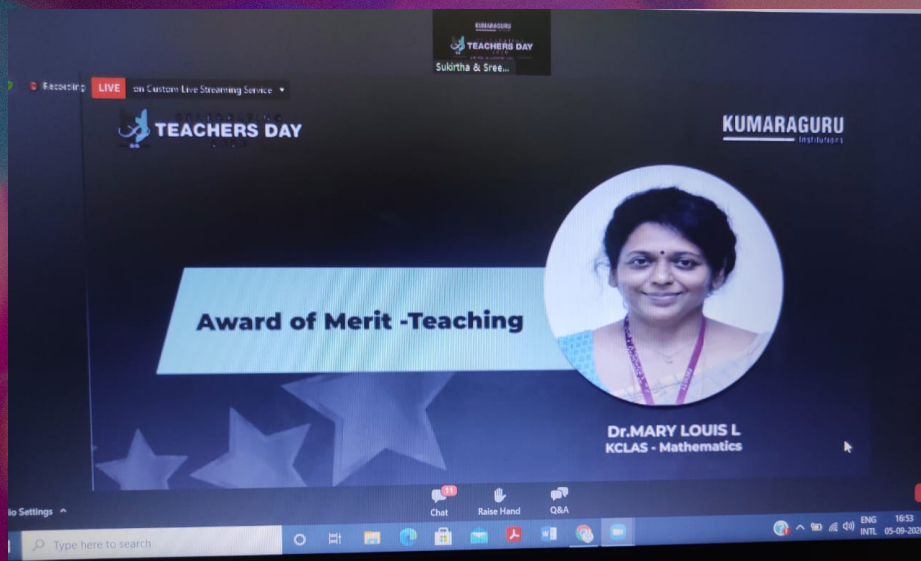 KUMARAGURU
TEACHERS DAY
Sukirtha & Sree...
Recording
LIVE
on Custom Live Streaming Service
TEACHERS DAY
KUMARAGURU
Institutions
Award of Merit -Teaching
Dr.MARY LOUIS L
KCLAS - Mathematics
io Settings
11
Chat
Raise Hand
Q&A
Type here to search
ENG
INTL
16:53
05-09-202